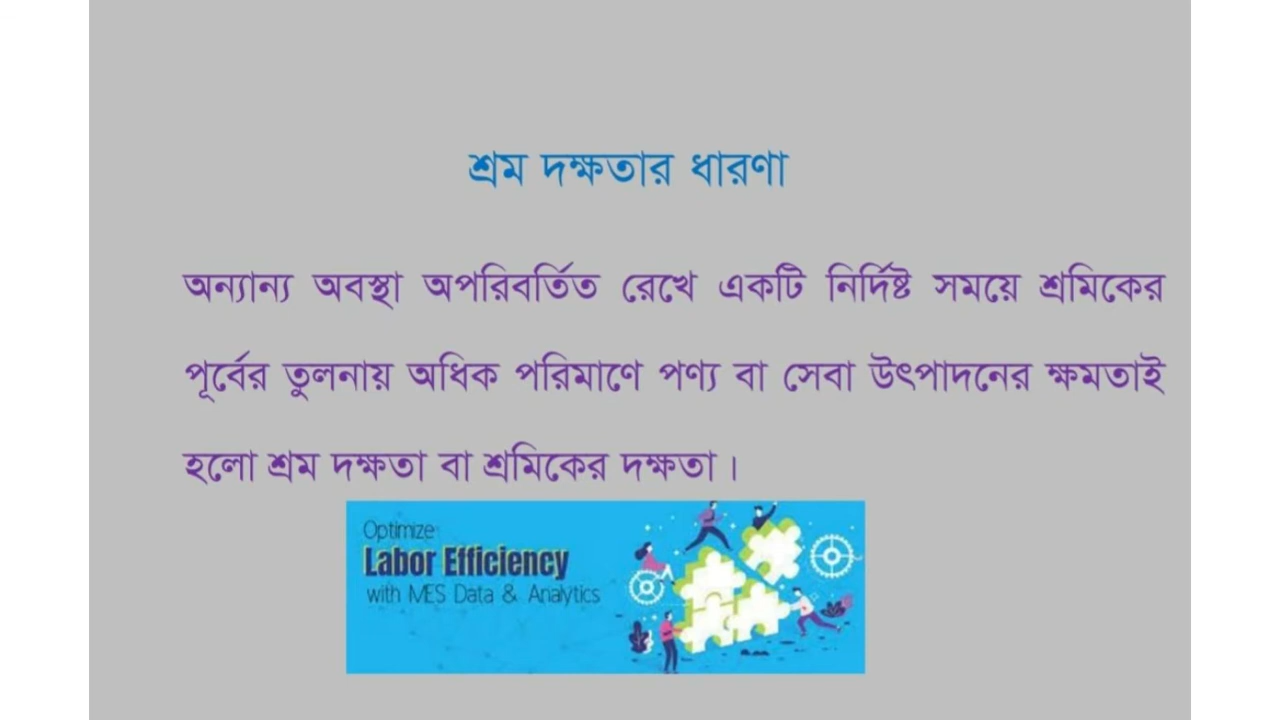 শ্রম দক্ষতার ধারণা
অন্যান্য অবস্থা অপরিবর্তিত রেখে একটি নির্দিষ্ট সময়ে শ্রমিকের
পূর্বের তুলনায় অধিক পরিমাণে পণ্য বা সেবা উৎপাদনের ক্ষমতাই
হলো শ্রম দক্ষতা বা শ্রমিকের দক্ষতা।
Optimize
Labor Efficiency
with MES Data & Analytics